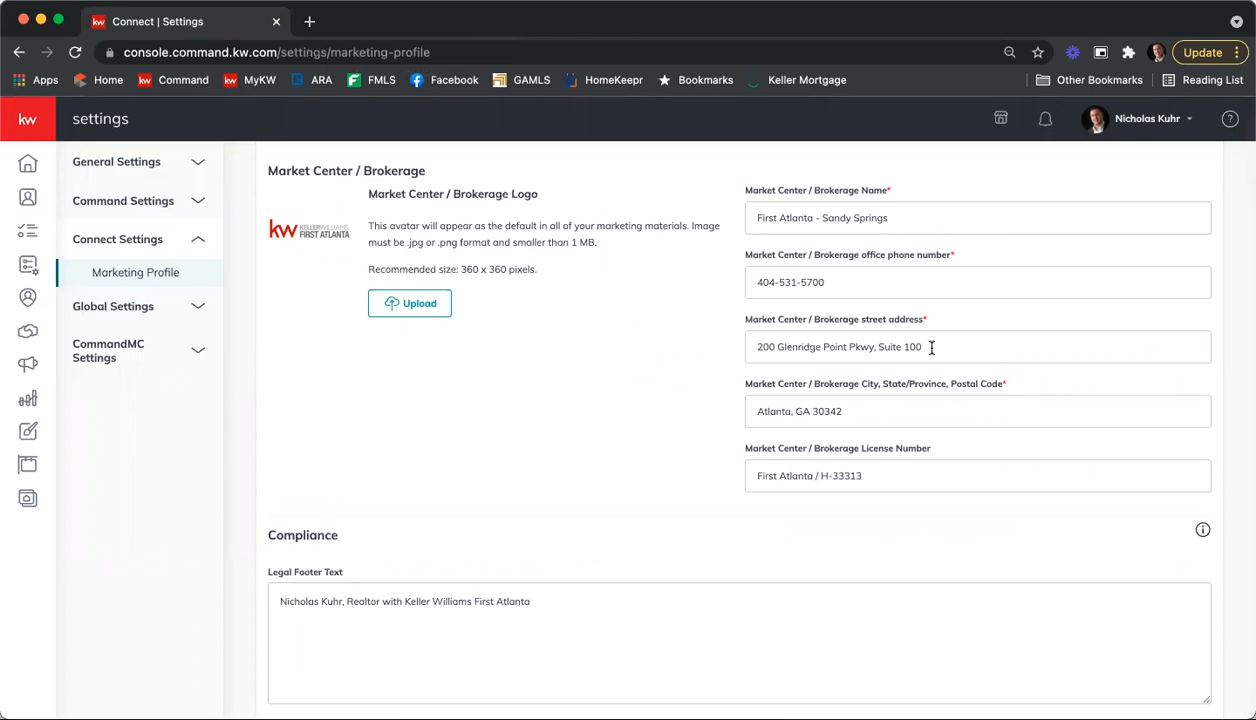 Connect | Settings
console.command.kw.com/settings/marketing-profile
Update
Apps
Home
Command
MyKW
ARA
FMLS
Facebook
GAMLS
HomeKeepr
Bookmarks
Keller Mortgage
Other Bookmarks
Reading List
kw
settings
Nicholas Kuhr
General Settings
Command Settings
Connect Settings
Marketing Profile
Global Settings
CommandMC
Settings
Market Center / Brokerage
Market Center / Brokerage Logo
kw KELLERWILLIAMS
FIRST ATLANTA
This avatar will appear as the default in all of your marketing materials. Image
must be .jpg or .png format and smaller than 1 MB.
Recommended size: 360 x 360 pixels.
Upload
Market Center / Brokerage Name*
First Atlanta - Sandy Springs
Market Center / Brokerage office phone number*
404-531-5700
Market Center / Brokerage street address*
200 Glenridge Point Pkwy, Suite 100
Market Center / Brokerage City, State/Province, Postal Code*
Atlanta, GA 30342
Market Center / Brokerage License Number
First Atlanta / H-33313
Compliance
Legal Footer Text
Nicholas Kuhr, Realtor with Keller Williams First Atlanta